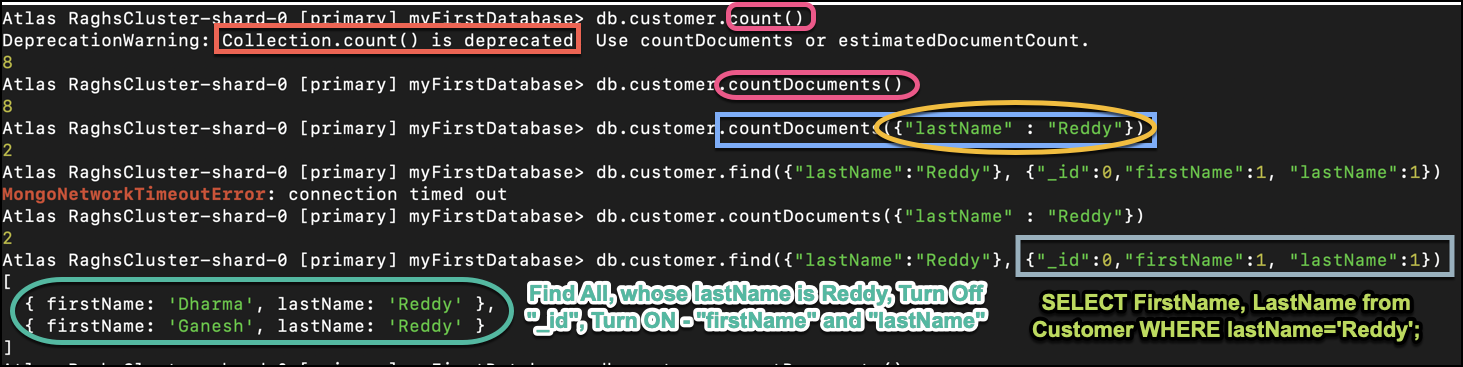 Atlas RaghsCluster-shard-0 [primary] myFirstDatabase> db.customer.count()
DeprecationWarning: Collection.count() is deprecated. Use countDocuments or estimatedDocumentCount.
8
Atlas RaghsCluster-shard-0 [primary] myFirstDatabase> db.customer.countDocuments()
8
Atlas RaghsCluster-shard-0 [primary] myFirstDatabase> db.customer.countDocuments({"lastName" : "Reddy"})
2
Atlas RaghsCluster-shard-0 [primary] myFirstDatabase> db.customer.find({"lastName":"Reddy"}, {"_id":0,"firstName":1, "lastName":1})
MongoNetworkTimeoutError: connection timed out
Atlas RaghsCluster-shard-0 [primary] myFirstDatabase> db.customer.countDocuments({"lastName" : "Reddy"})
2
Atlas RaghsCluster-shard-0 [primary] myFirstDatabase> db.customer.find({"lastName":"Reddy"}, {"_id":0,"firstName":1, "lastName":1})
[
{ firstName: 'Dharma', lastName: 'Reddy' },
{ firstName: 'Ganesh', lastName: 'Reddy' }
]
Find All, whose lastName is Reddy, Turn Off
"_id", Turn ON - "firstName" and "lastName"
SELECT FirstName, LastName from
Customer WHERE lastName='Reddy';